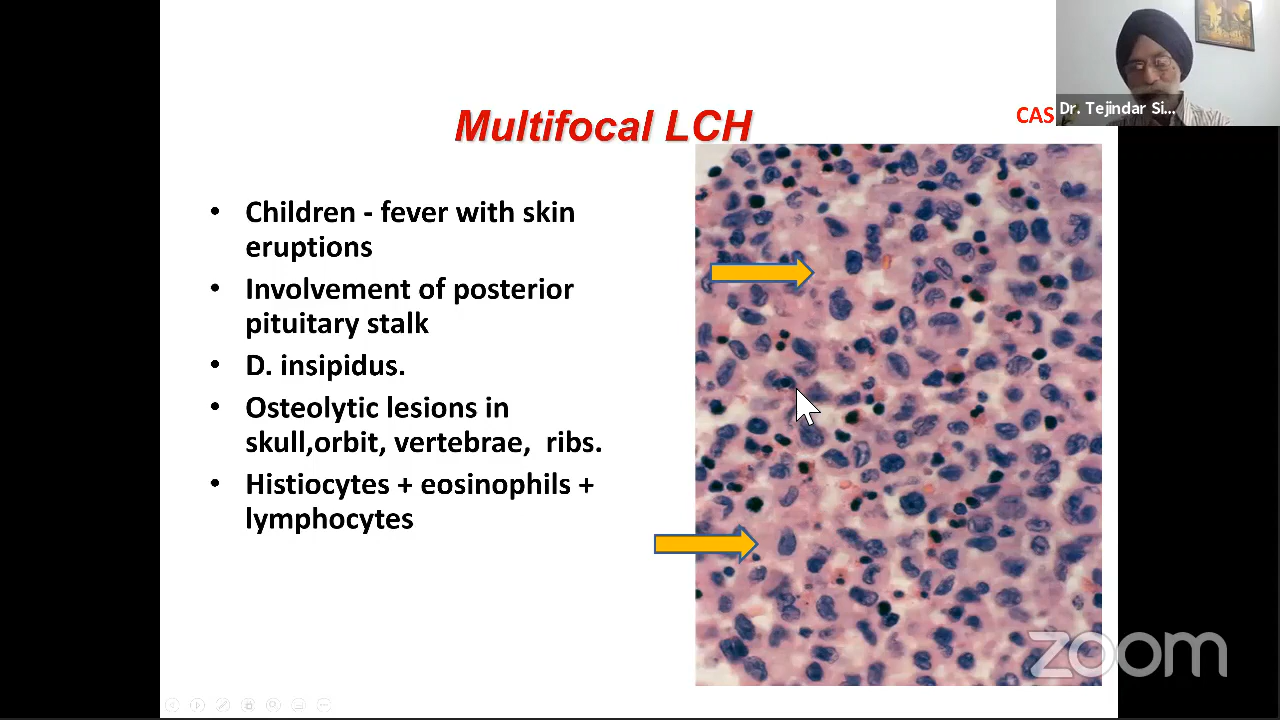 Multifocal LCH
CAS
Dr. Tejindar Si...
• Children - fever with skin
eruptions
• Involvement of posterior
pituitary stalk
• D. insipidus.
• Osteolytic lesions in
skull,orbit, vertebrae, ribs.
• Histiocytes + eosinophils +
lymphocytes
zoom